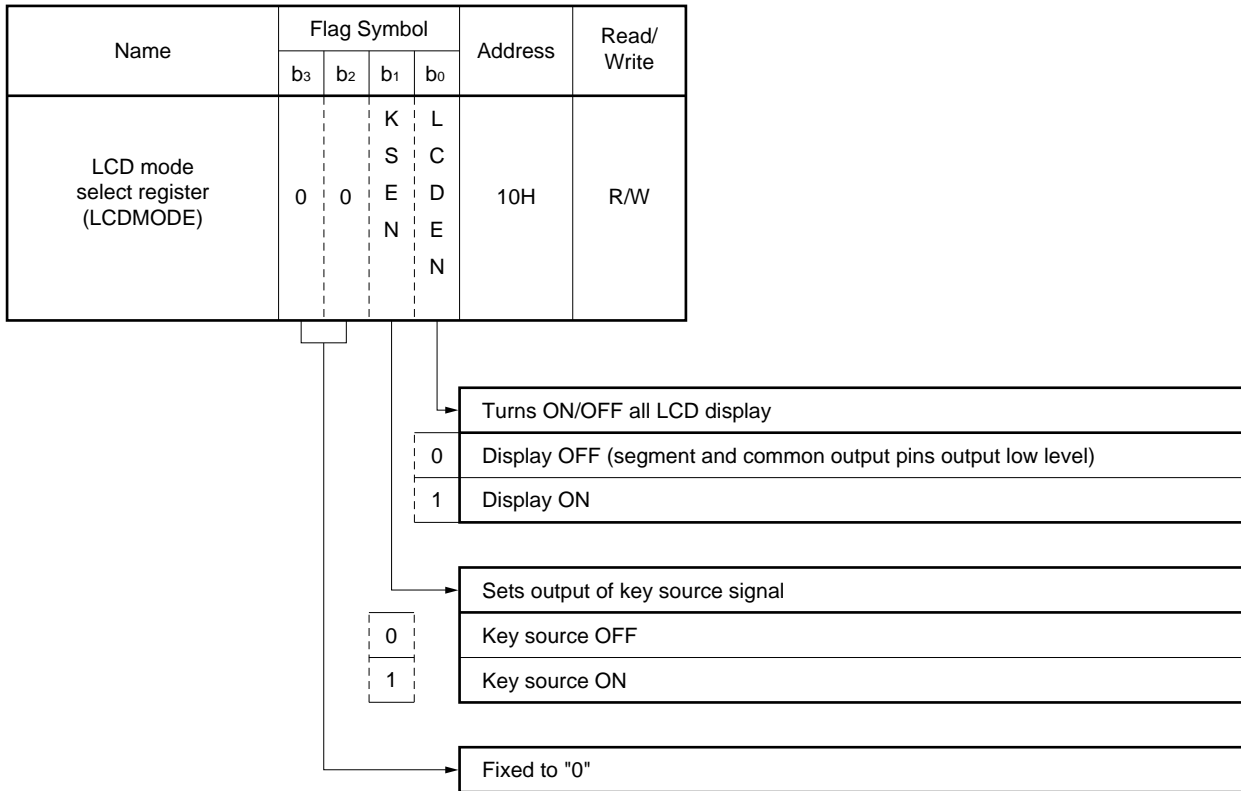 Name Flag Symbol Address Read/
Write
b3 b2 b1 b0
LCD mode
select register
(LCDMODE)
0 0 KSEN LCDEN 10H R/W
Turns ON/OFF all LCD display
0 Display OFF (segment and common output pins output low level)
1 Display ON
Sets output of key source signal
0 Key source OFF
1 Key source ON
Fixed to "0"